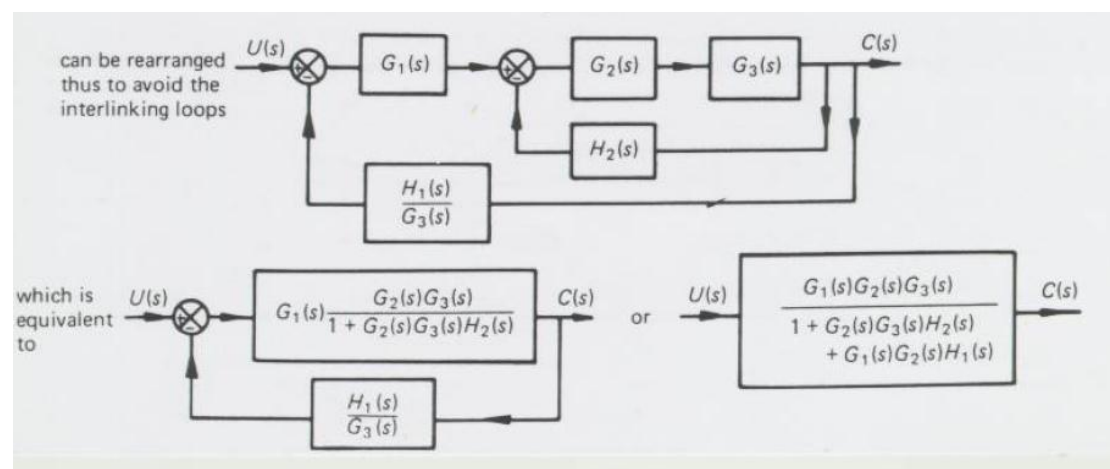 can be rearranged
thus to avoid the
interlinking loops
U(s)
+
−
G₁(s)
+
−
G₂(s)
G₃(s)
C(s)
H₂(s)
H₁(s)
G₃(s)
which is
equivalent
to
U(s)
+
−
G₁(s)
G₂(s)G₃(s)
1 + G₂(s)G₃(s)H₂(s)
C(s)
H₁(s)
G₃(s)
or
U(s)
G₁(s)G₂(s)G₃(s)
1 + G₂(s)G₃(s)H₂(s)
+ G₁(s)G₂(s)H₁(s)
C(s)